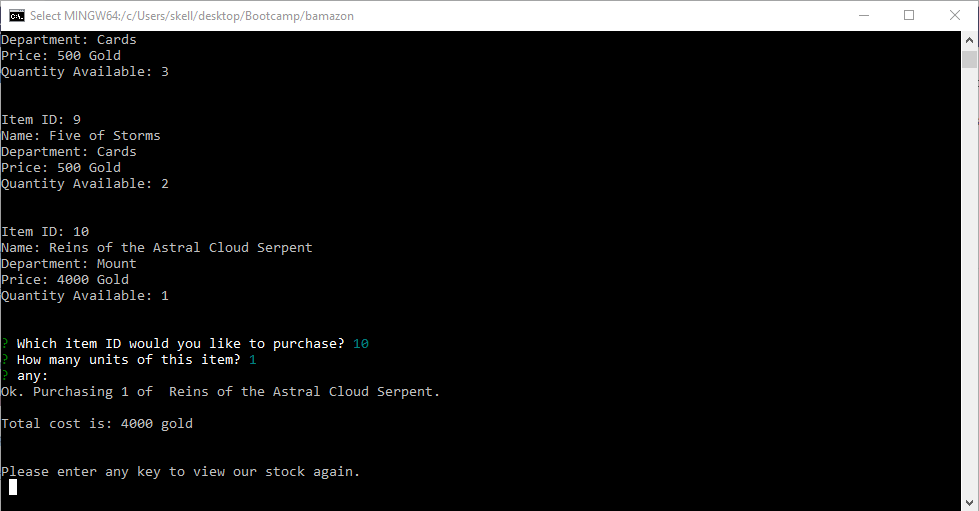 Select MINGW64:/c/Users/skell/desktop/Bootcamp/bamazon
Department: Cards
Price: 500 Gold
Quantity Available: 3
Item ID: 9
Name: Five of Storms
Department: Cards
Price: 500 Gold
Quantity Available: 2
Item ID: 10
Name: Reins of the Astral Cloud Serpent
Department: Mount
Price: 4000 Gold
Quantity Available: 1
? Which item ID would you like to purchase? 10
? How many units of this item? 1
? any:
Ok. Purchasing 1 of  Reins of the Astral Cloud Serpent.
Total cost is: 4000 gold
Please enter any key to view our stock again.